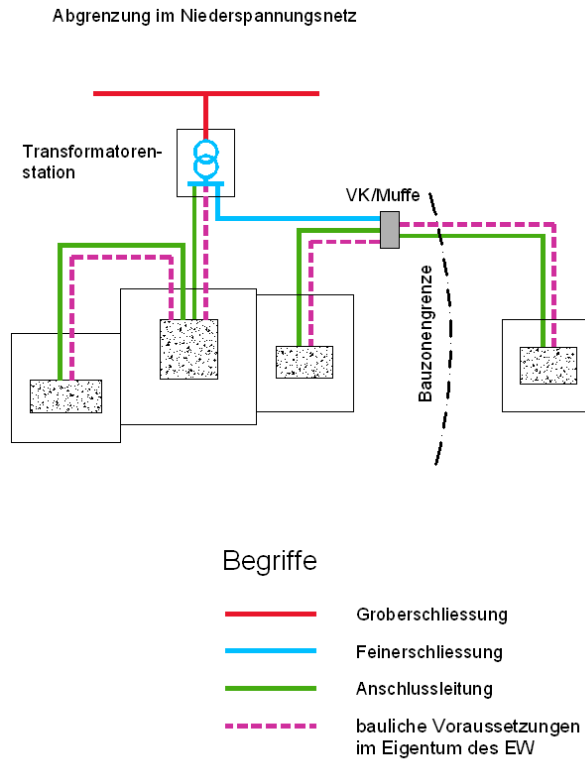 Abgrenzung im Niederspannungsnetz
Transformatoren-
station
VK/Muffe
Bauzonengrenze
Begriffe
Groberschliessung
Feinerschliessung
Anschlussleitung
bauliche Voraussetzungen
im Eigentum des EW